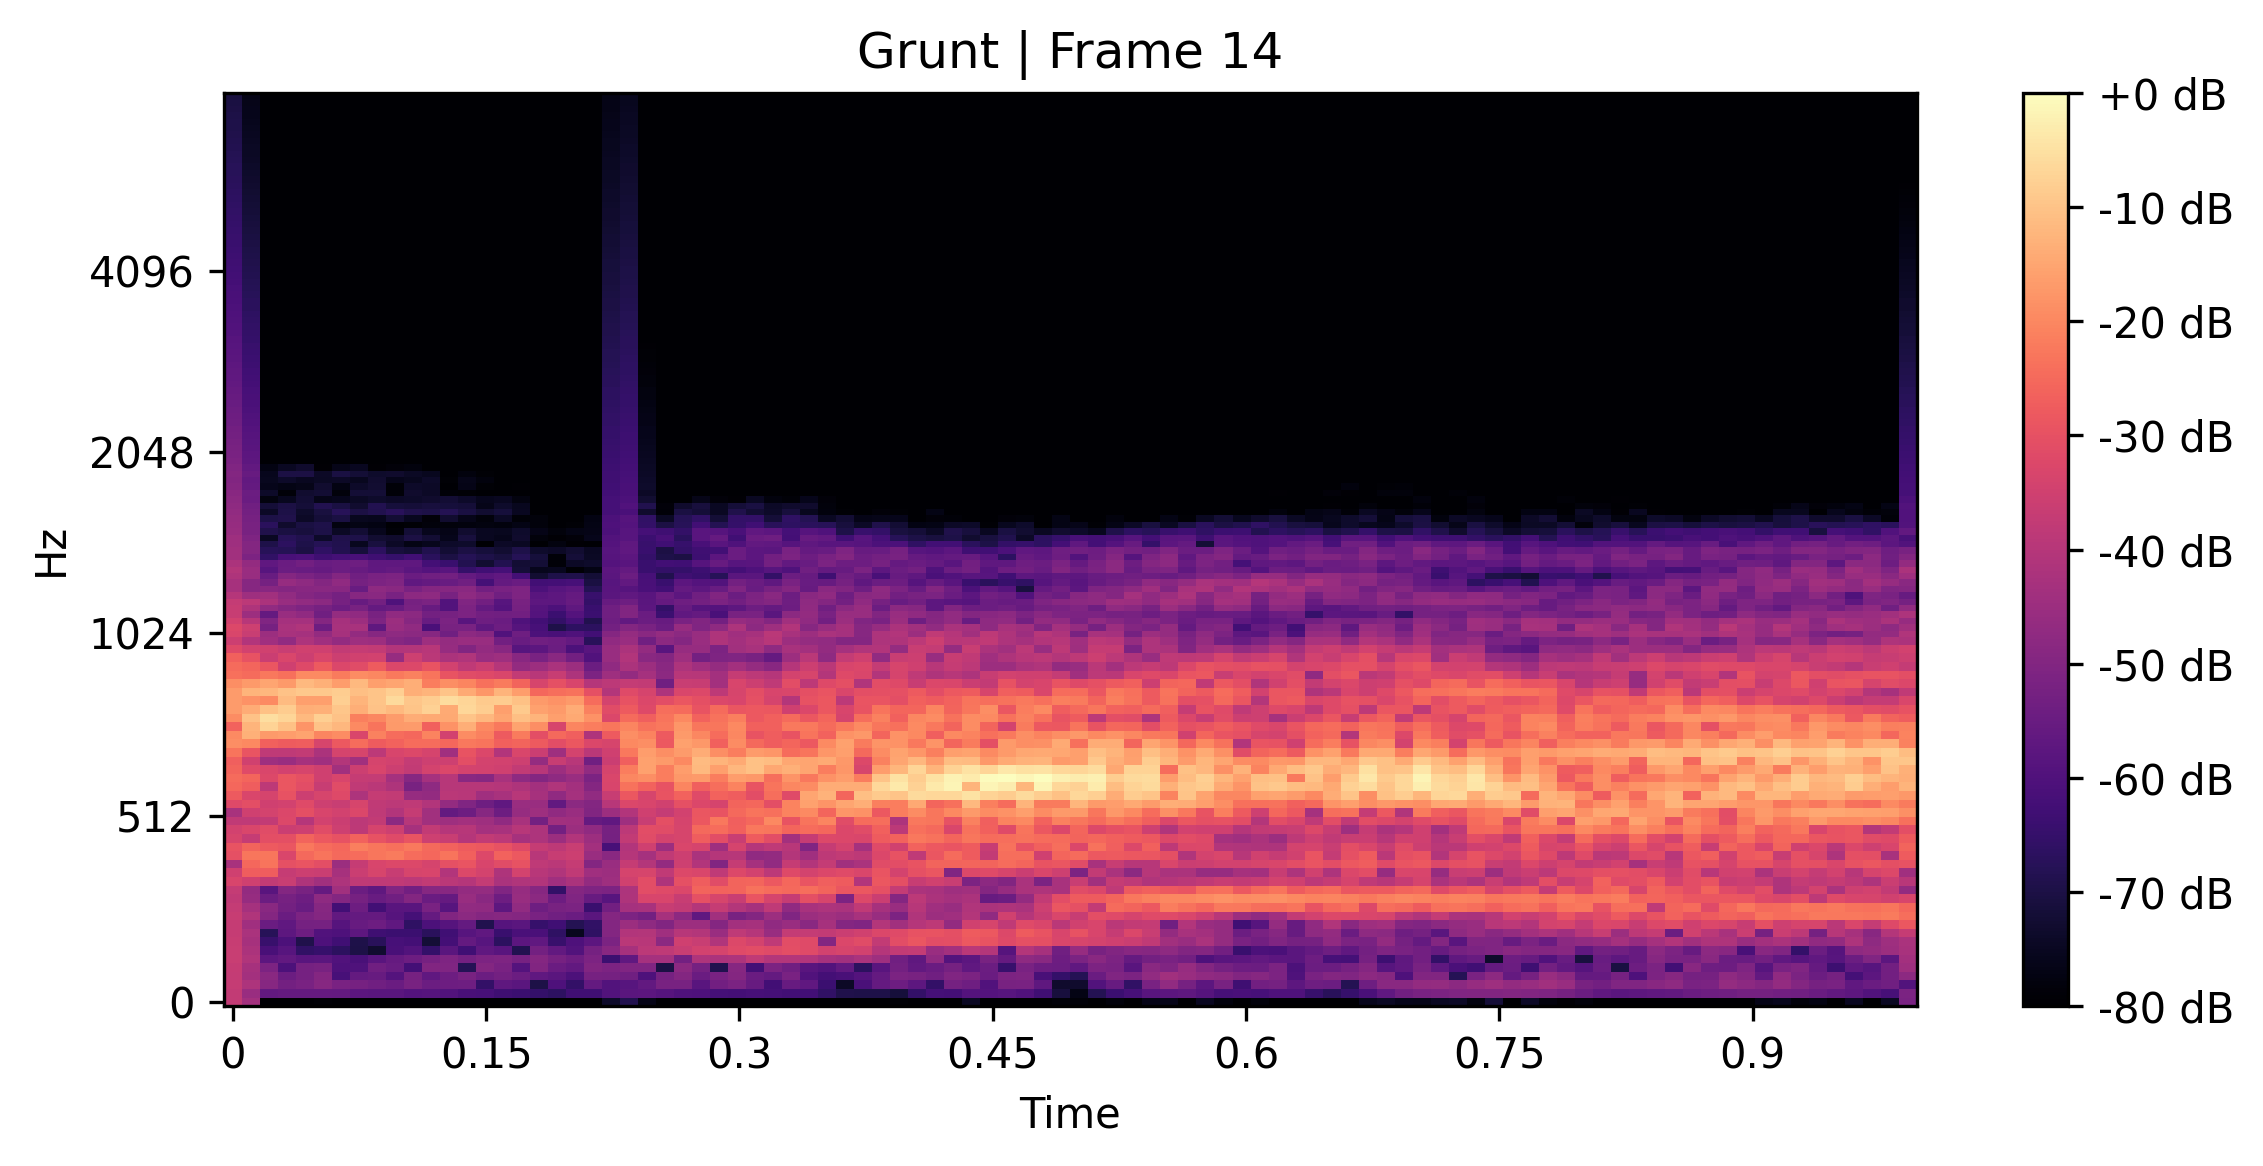 Grunt | Frame 14
+0 dB
-10 dB
-20 dB
-30 dB
-40 dB
-50 dB
-60 dB
-70 dB
-80 dB
4096
2048
1024
512
0
Hz
0 0.15 0.3 0.45 0.6 0.75 0.9
Time